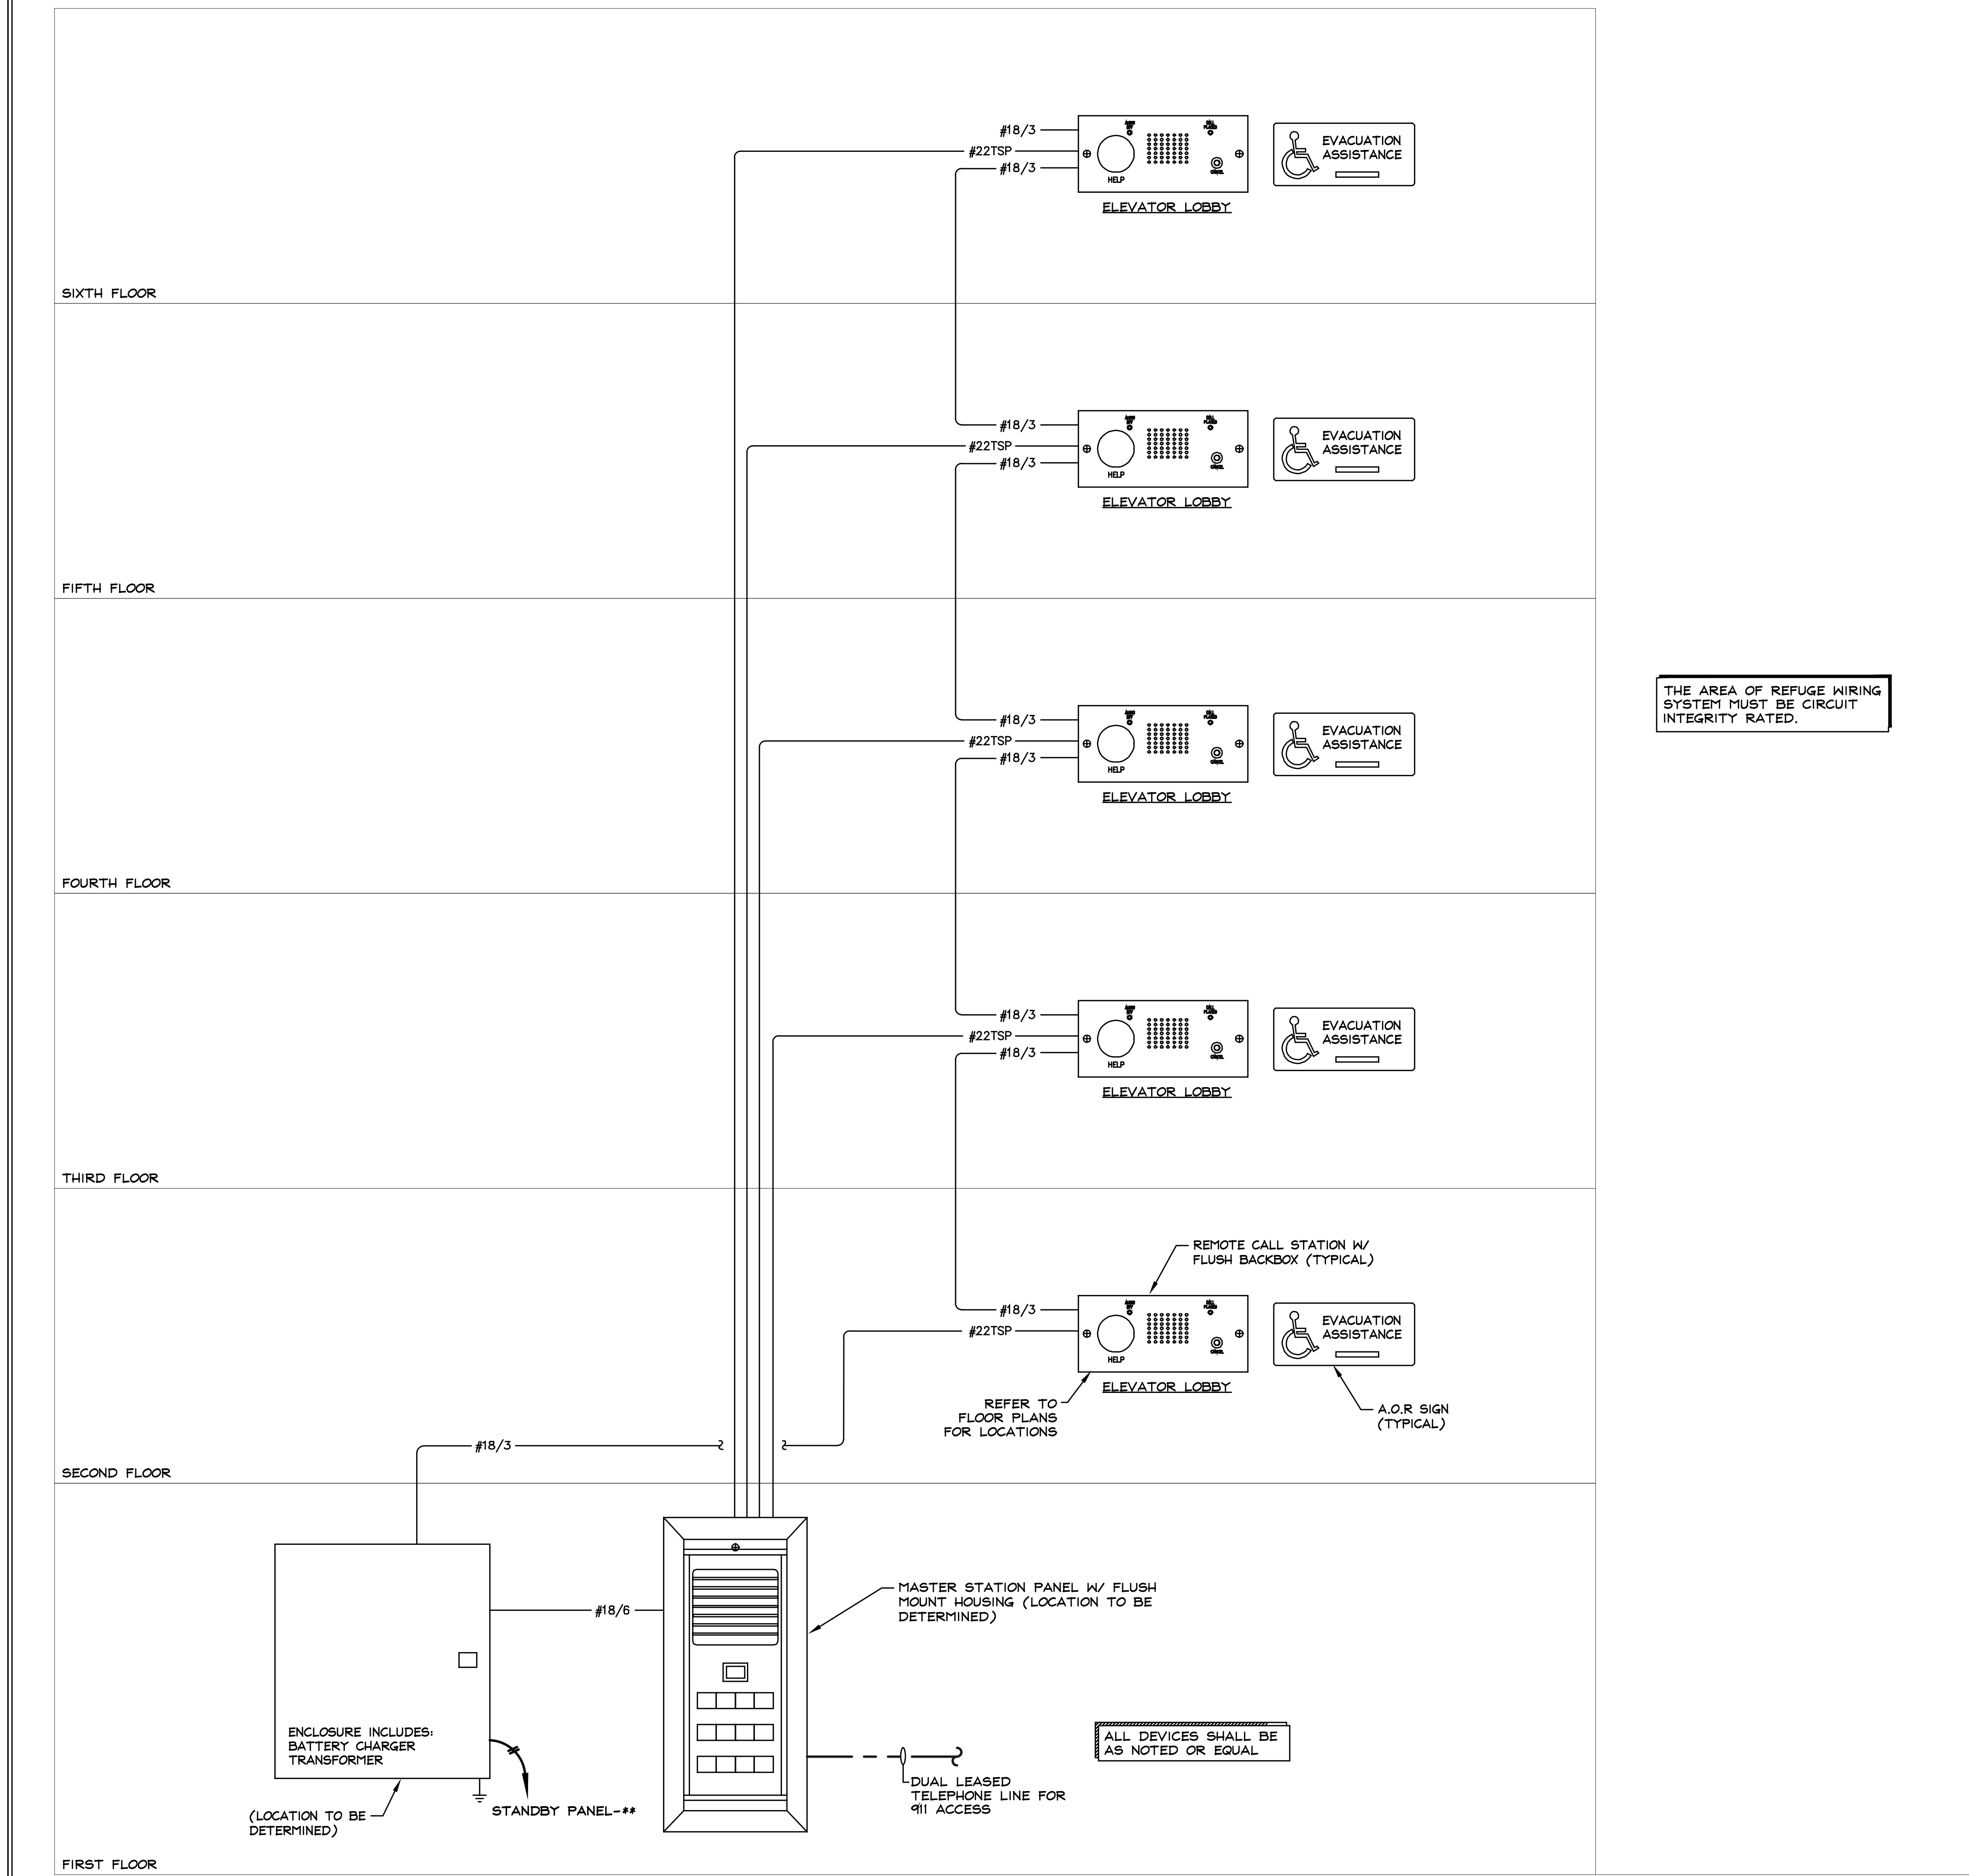 #18/3
#22TSP
#18/3
HELP
ELEVATOR LOBBY
EVACUATION
ASSISTANCE
SIXTH FLOOR
#18/3
#22TSP
#18/3
HELP
ELEVATOR LOBBY
EVACUATION
ASSISTANCE
FIFTH FLOOR
#18/3
#22TSP
#18/3
HELP
ELEVATOR LOBBY
EVACUATION
ASSISTANCE
THE AREA OF REFUGE WIRING
SYSTEM MUST BE CIRCUIT
INTEGRITY RATED.
FOURTH FLOOR
#18/3
#22TSP
#18/3
HELP
ELEVATOR LOBBY
EVACUATION
ASSISTANCE
THIRD FLOOR
REMOTE CALL STATION W/
FLUSH BACKBOX (TYPICAL)
#18/3
#22TSP
HELP
ELEVATOR LOBBY
EVACUATION
ASSISTANCE
REFER TO
FLOOR PLANS
FOR LOCATIONS
A.O.R SIGN
(TYPICAL)
#18/3
SECOND FLOOR
#18/6
MASTER STATION PANEL W/ FLUSH
MOUNT HOUSING (LOCATION TO BE
DETERMINED)
ENCLOSURE INCLUDES:
BATTERY CHARGER
TRANSFORMER
(LOCATION TO BE
DETERMINED)
STANDBY PANEL-**
DUAL LEASED
TELEPHONE LINE FOR
911 ACCESS
ALL DEVICES SHALL BE
AS NOTED OR EQUAL
FIRST FLOOR